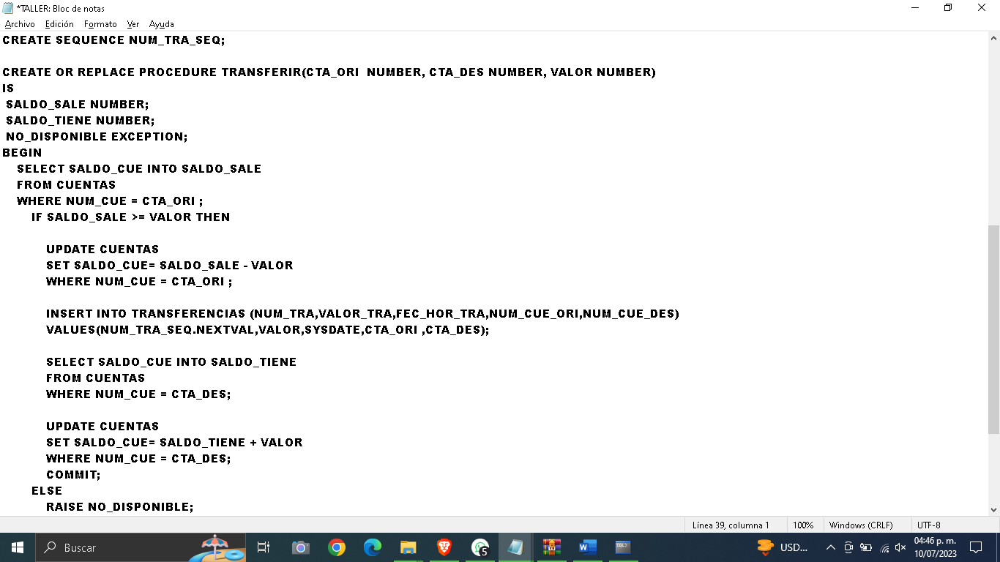 *TALLER: Bloc de notas
Archivo Edición Formato Ver Ayuda
CREATE SEQUENCE NUM_TRA_SEQ;
CREATE OR REPLACE PROCEDURE TRANSFERIR(CTA_ORI  NUMBER, CTA_DES NUMBER, VALOR NUMBER)
IS
SALDO_SALE NUMBER;
SALDO_TIENE NUMBER;
NO_DISPONIBLE EXCEPTION;
BEGIN
SELECT SALDO_CUE INTO SALDO_SALE
FROM CUENTAS
WHERE NUM_CUE = CTA_ORI ;
IF SALDO_SALE >= VALOR THEN
UPDATE CUENTAS
SET SALDO_CUE= SALDO_SALE - VALOR
WHERE NUM_CUE = CTA_ORI ;
INSERT INTO TRANSFERENCIAS (NUM_TRA,VALOR_TRA,FEC_HOR_TRA,NUM_CUE_ORI,NUM_CUE_DES)
VALUES(NUM_TRA_SEQ.NEXTVAL,VALOR,SYSDATE,CTA_ORI ,CTA_DES);
SELECT SALDO_CUE INTO SALDO_TIENE
FROM CUENTAS
WHERE NUM_CUE = CTA_DES;
UPDATE CUENTAS
SET SALDO_CUE= SALDO_TIENE + VALOR
WHERE NUM_CUE = CTA_DES;
COMMIT;
ELSE
RAISE NO_DISPONIBLE;
Línea 39, columna 1 100% Windows (CRLF) UTF-8
Buscar 5 W SQL> USD... 04:46 p. m.
10/07/2023